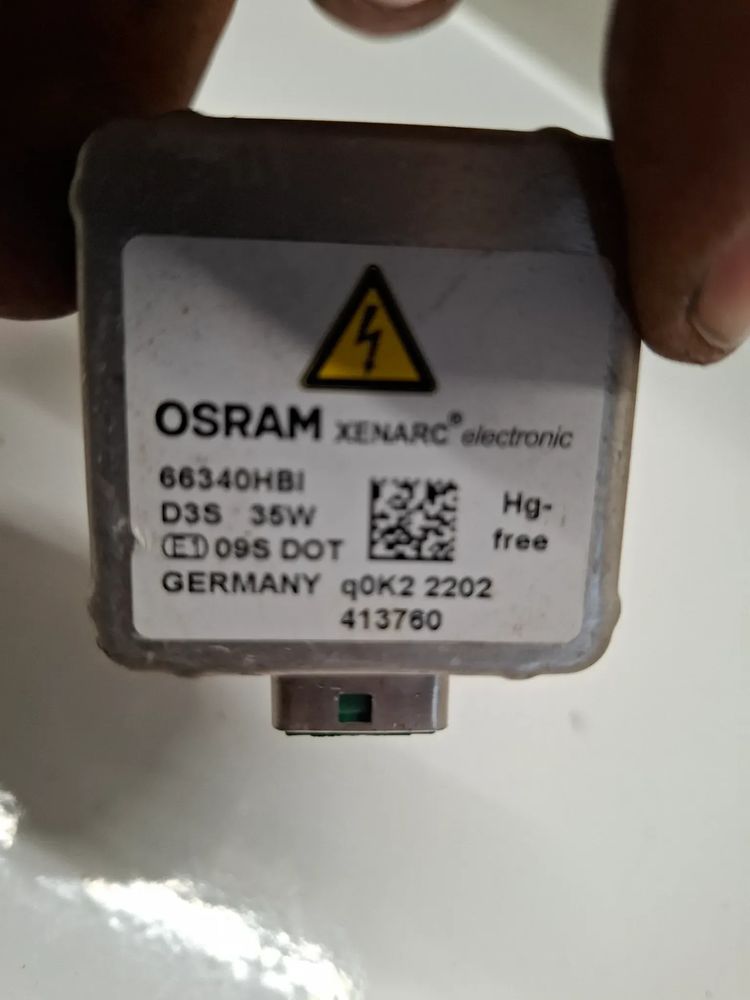 OSRAM XENARC® electronic
66340HBI
D3S 35W
Hg-
free
E1 09S DOT
GERMANY q0K2 2202
413760